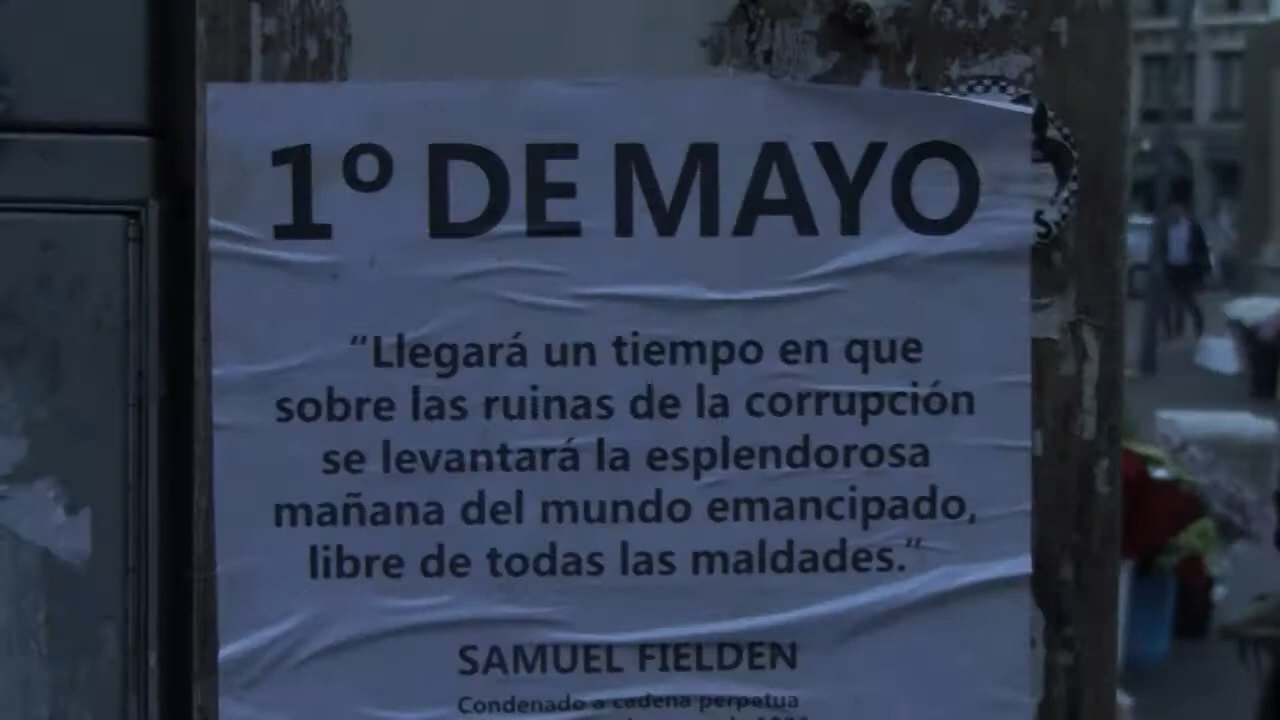 1º DE MAYO
“Llegará un tiempo en que
sobre las ruinas de la corrupción
se levantará la esplendorosa
mañana del mundo emancipado,
libre de todas las maldades.”
SAMUEL FIELDEN
Condenado a cadena perpetua